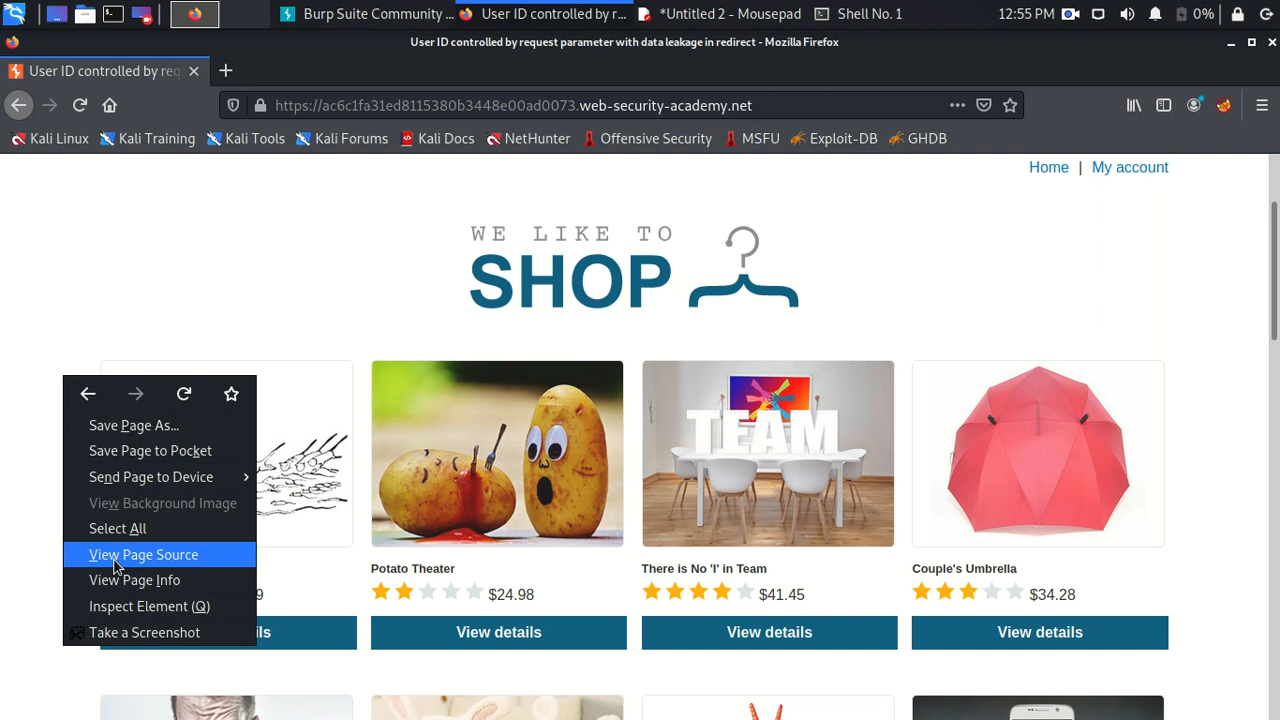 Burp Suite Community ...
User ID controlled by r...
*Untitled 2 - Mousepad
Shell No. 1
12:55 PM
0%
User ID controlled by request parameter with data leakage in redirect - Mozilla Firefox
User ID controlled by req
https://ac6c1fa31ed8115380b3448e00ad0073.web-security-academy.net
Kali Linux
Kali Training
Kali Tools
Kali Forums
Kali Docs
NetHunter
Offensive Security
MSFU
Exploit-DB
GHDB
Home | My account
WE LIKE TO
SHOP
TEAM
Save Page As...
Save Page to Pocket
Send Page to Device
View Background Image
Select All
View Page Source
View Page Info
Inspect Element (Q)
Take a Screenshot
9
ils
Potato Theater
$24.98
View details
There is No 'I' in Team
$41.45
View details
Couple's Umbrella
$34.28
View details